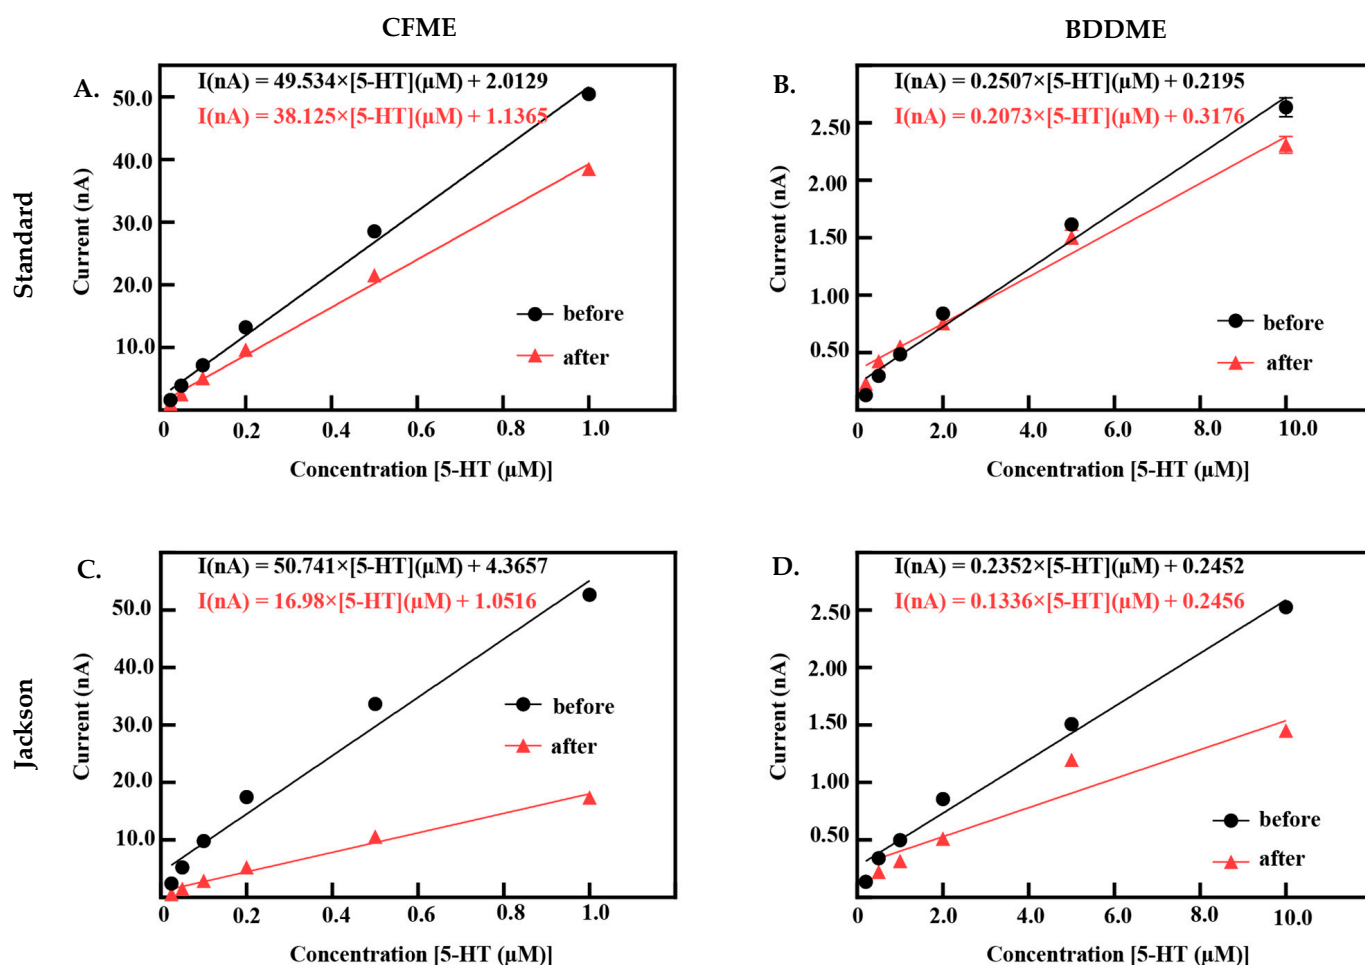 CFME
BDDME
Standard
Jackson
A.
I(nA) = 49.534×[5-HT](μM) + 2.0129
I(nA) = 38.125×[5-HT](μM) + 1.1365
Current (nA)
50.0
40.0
30.0
20.0
10.0
before
after
0
0.2
0.4
0.6
0.8
1.0
Concentration [5-HT (μM)]
B.
I(nA) = 0.2507×[5-HT](μM) + 0.2195
I(nA) = 0.2073×[5-HT](μM) + 0.3176
Current (nA)
2.50
2.00
1.50
1.00
0.50
before
after
0
2.0
4.0
6.0
8.0
10.0
Concentration [5-HT (μM)]
C.
I(nA) = 50.741×[5-HT](μM) + 4.3657
I(nA) = 16.98×[5-HT](μM) + 1.0516
Current (nA)
50.0
40.0
30.0
20.0
10.0
before
after
0
0.2
0.4
0.6
0.8
1.0
Concentration [5-HT (μM)]
D.
I(nA) = 0.2352×[5-HT](μM) + 0.2452
I(nA) = 0.1336×[5-HT](μM) + 0.2456
Current (nA)
2.50
2.00
1.50
1.00
0.50
before
after
0
2.0
4.0
6.0
8.0
10.0
Concentration [5-HT (μM)]